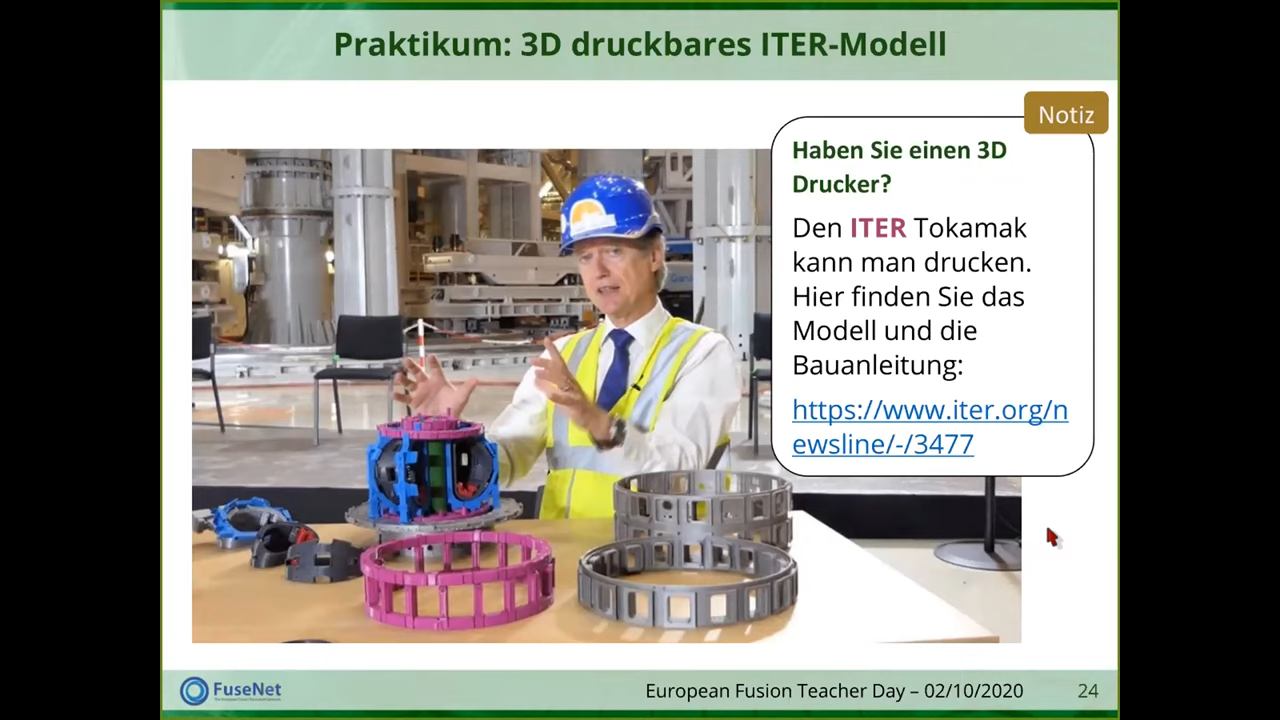 Praktikum: 3D druckbares ITER-Modell
Notiz
Haben Sie einen 3D
Drucker?
Den ITER Tokamak
kann man drucken.
Hier finden Sie das
Modell und die
Bauanleitung:
https://www.iter.org/n
ewsline/-/3477
FuseNet
European Fusion Teacher Day – 02/10/2020
24